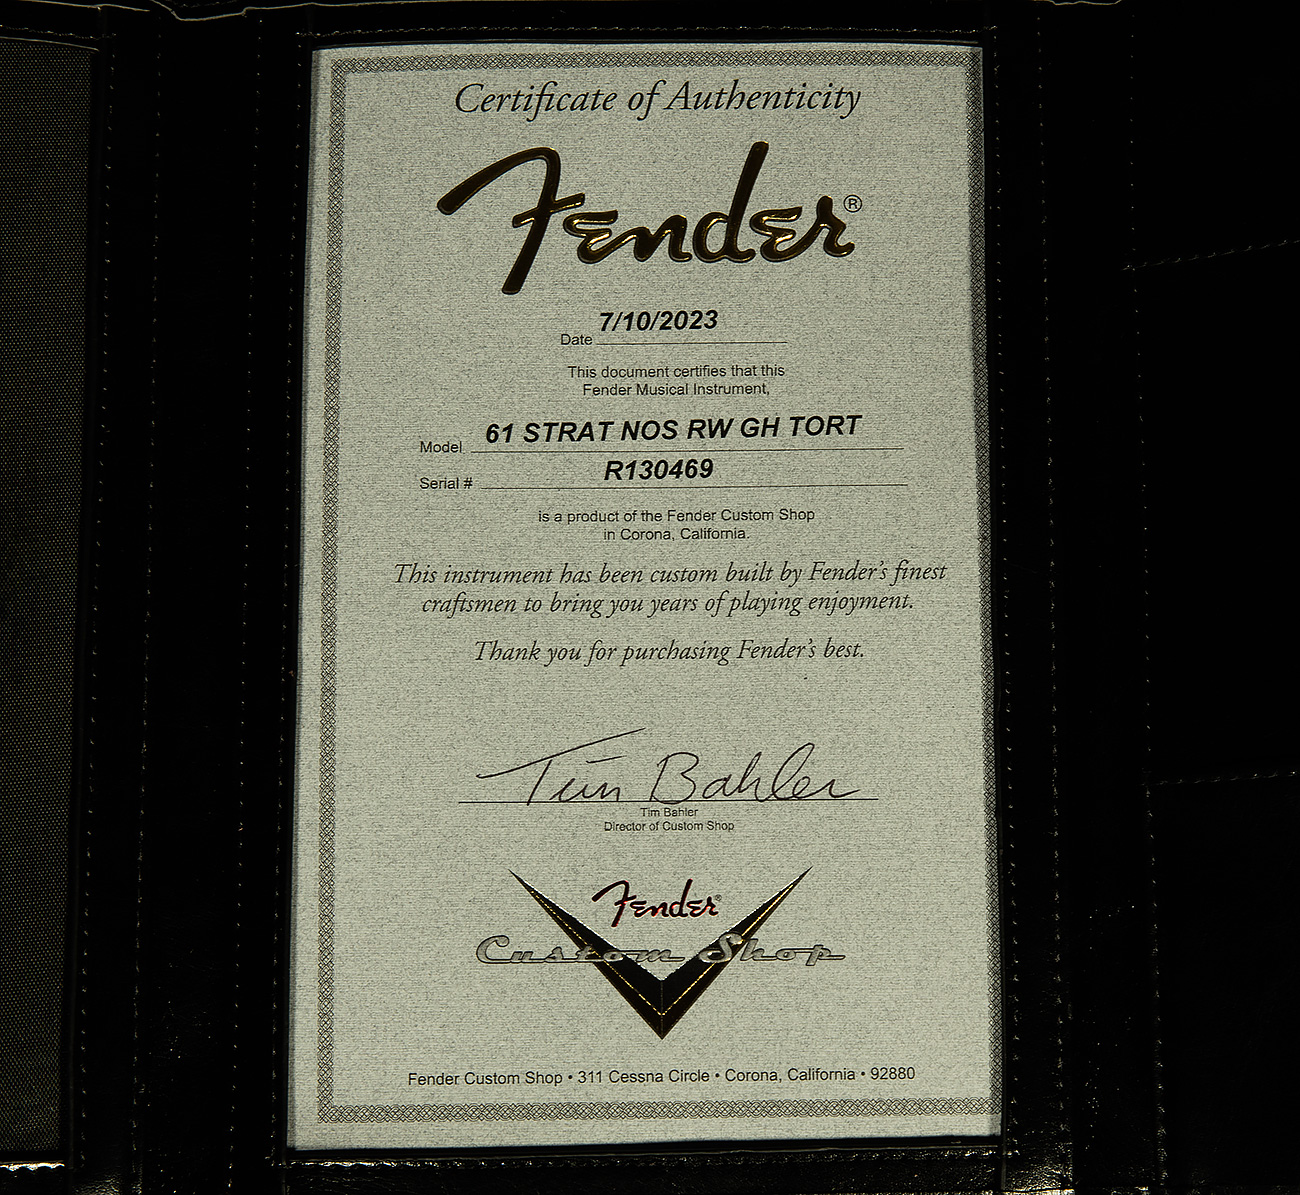 Certificate of Authenticity
Fender®
Date 7/10/2023
This document certifies that this
Fender Musical Instrument,
Model 61 STRAT NOS RW GH TORT
Serial # R130469
is a product of the Fender Custom Shop
in Corona, California.
This instrument has been custom built by Fender's finest
craftsmen to bring you years of playing enjoyment.
Thank you for purchasing Fender's best.
Tim Bahler
Tim Bahler
Director of Custom Shop
Fender
Custom Shop
Fender Custom Shop • 311 Cessna Circle • Corona, California • 92880